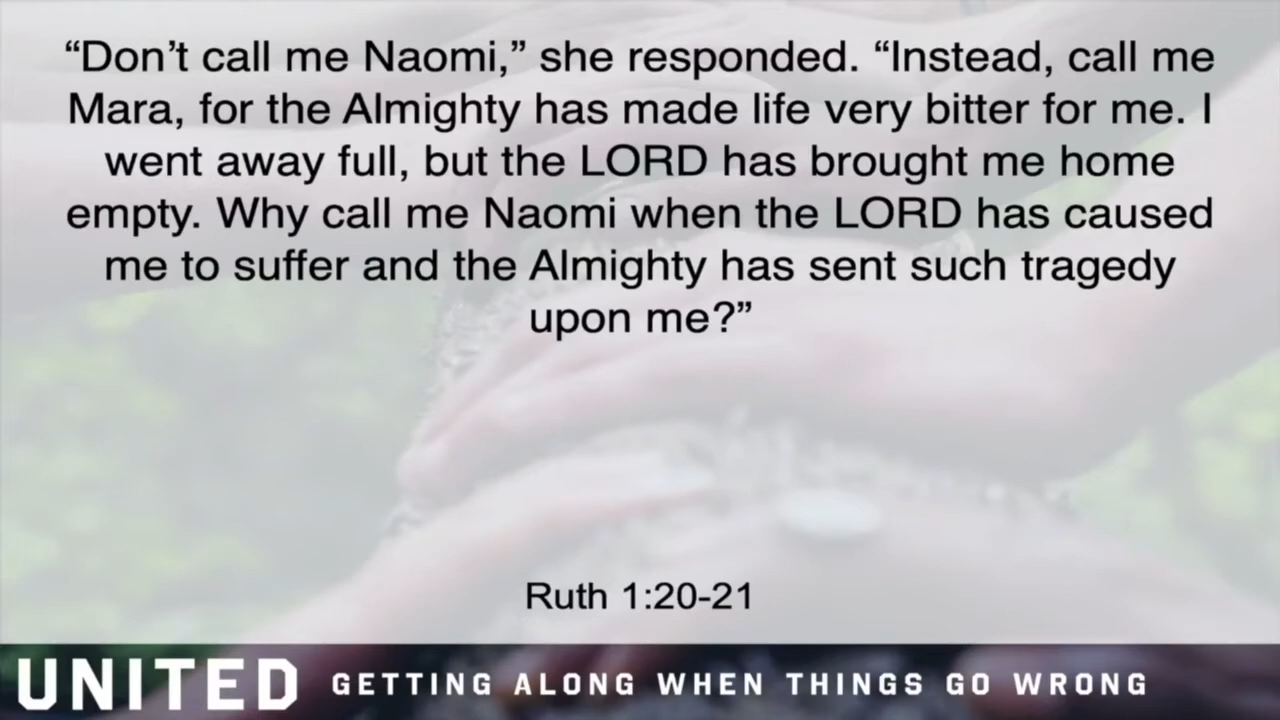 “Don’t call me Naomi,” she responded. “Instead, call me
Mara, for the Almighty has made life very bitter for me. I
went away full, but the LORD has brought me home
empty. Why call me Naomi when the LORD has caused
me to suffer and the Almighty has sent such tragedy
upon me?”
Ruth 1:20-21
UNITED GETTING ALONG WHEN THINGS GO WRONG